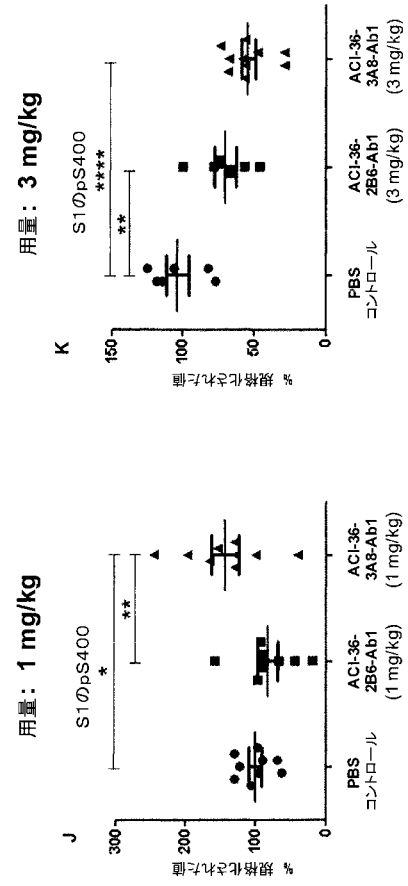 用量: 1 mg/kg
J
S1のpS400
*
**
300
200
100
0
% 規格化された値
PBS
コントロール
ACI-36-
2B6-Ab1
(1 mg/kg)
ACI-36-
3A8-Ab1
(1 mg/kg)
用量: 3 mg/kg
K
S1のpS400
****
**
150
100
50
0
% 規格化された値
PBS
コントロール
ACI-36-
2B6-Ab1
(3 mg/kg)
ACI-36-
3A8-Ab1
(3 mg/kg)